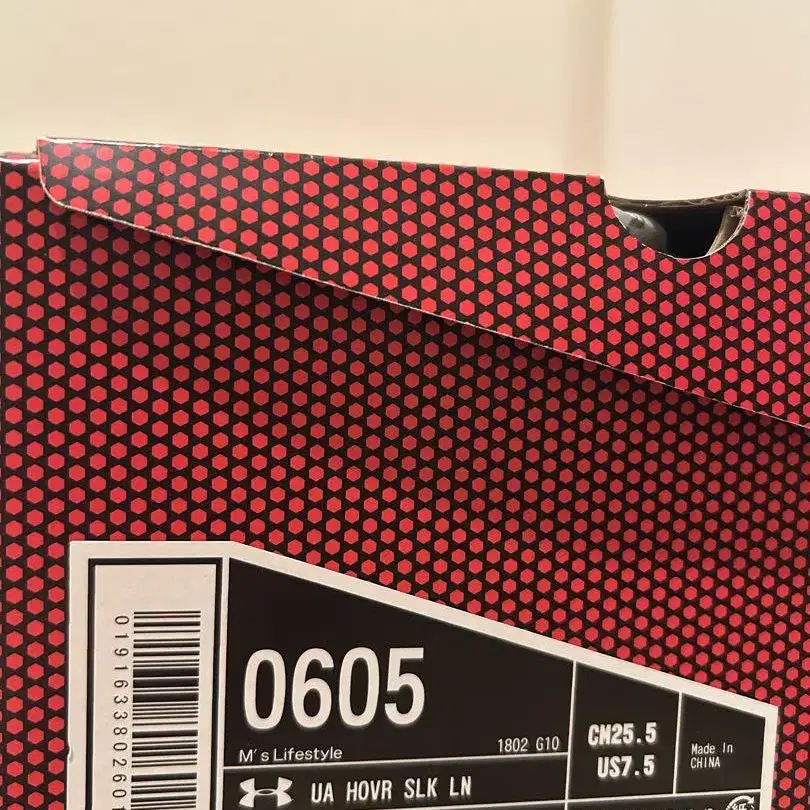 0191633802601
0605
M's Lifestyle
1802 G10
UA HOVR SLK LN
CM25.5
US7.5
Made In
CHINA